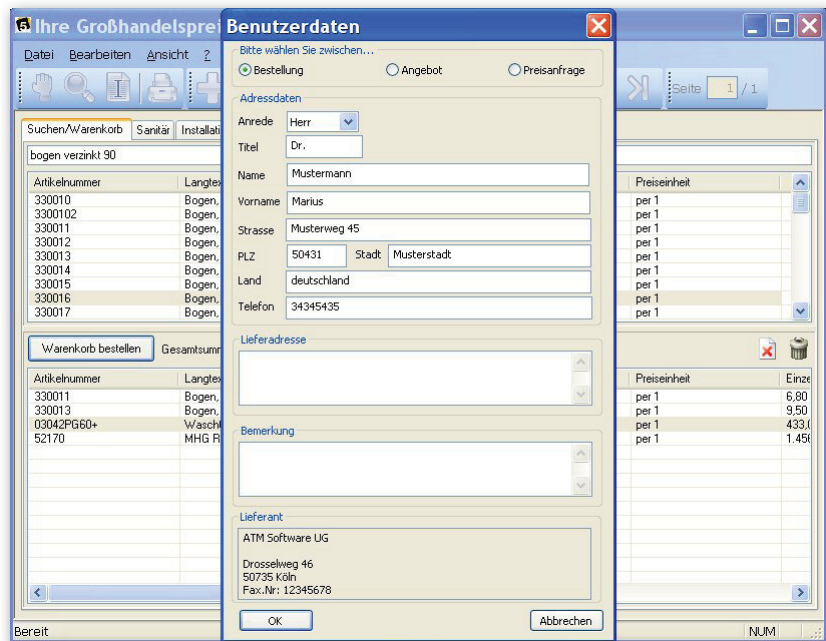 5 Ihre Großhandelsprei
Datei Bearbeiten Ansicht ?
Seite 1 / 1
Suchen/Warenkorb Sanitär Installati
bogen verzinkt 90
Artikelnummer Langtex Preiseinheit
330010 Bogen, per 1
3300102 Bogen, per 1
330011 Bogen, per 1
330012 Bogen, per 1
330013 Bogen, per 1
330014 Bogen, per 1
330015 Bogen, per 1
330016 Bogen, per 1
330017 Bogen, per 1
Warenkorb bestellen Gesamtsumm
Artikelnummer Langtex Preiseinheit Einze
330011 Bogen, per 1 6,80
330013 Bogen, per 1 9,50
03042PG60+ Wascht per 1 433,0
52170 MHG R per 1 1.456
Bereit NUM
Benutzerdaten
Bitte wählen Sie zwischen...
Bestellung Angebot Preisanfrage
Adressdaten
Anrede Herr
Titel Dr.
Name Mustermann
Vorname Marius
Strasse Musterweg 45
PLZ 50431 Stadt Musterstadt
Land deutschland
Telefon 34345435
Lieferadresse
Bemerkung
Lieferant
ATM Software UG
Drosselweg 46
50735 Köln
Fax.Nr: 12345678
OK Abbrechen